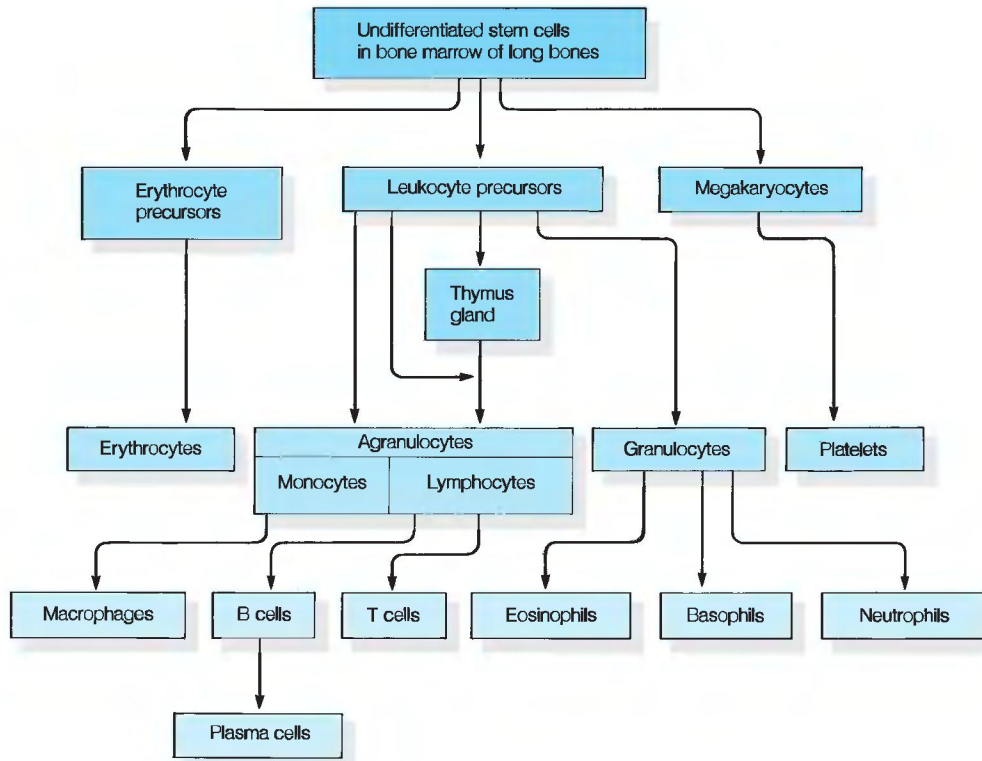 Undifferentiated stem cells
in bone marrow of long bones
Erythrocyte
precursors
Leukocyte precursors
Megakaryocytes
Thymus
gland
Erythrocytes
Agranulocytes
Monocytes
Lymphocytes
Granulocytes
Platelets
Macrophages
B cells
T cells
Eosinophils
Basophils
Neutrophils
Plasma cells